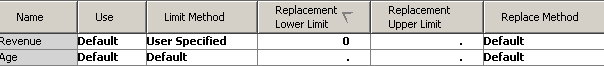 Name Use Limit Method Replacement Lower Limit Replacement Upper Limit Replace Method
Revenue Default User Specified 0 . Default
Age Default Default . . Default